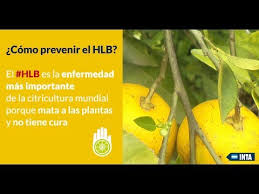 ¿Cómo prevenir el HLB?
El #HLB es la enfermedad
más importante
de la citricultura mundial
porque mata a las plantas
y no tiene cura
INTA